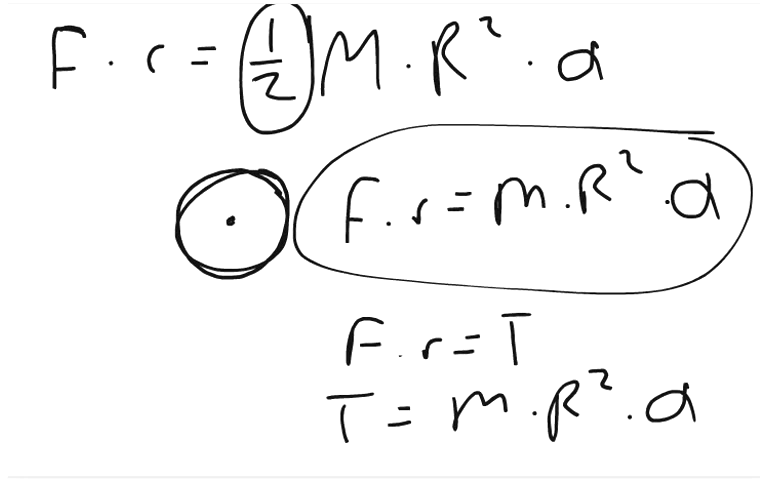 F · r = 1/2 M · R² · α
F · r = m · R² · α
F · r = T
T = m · R² · α